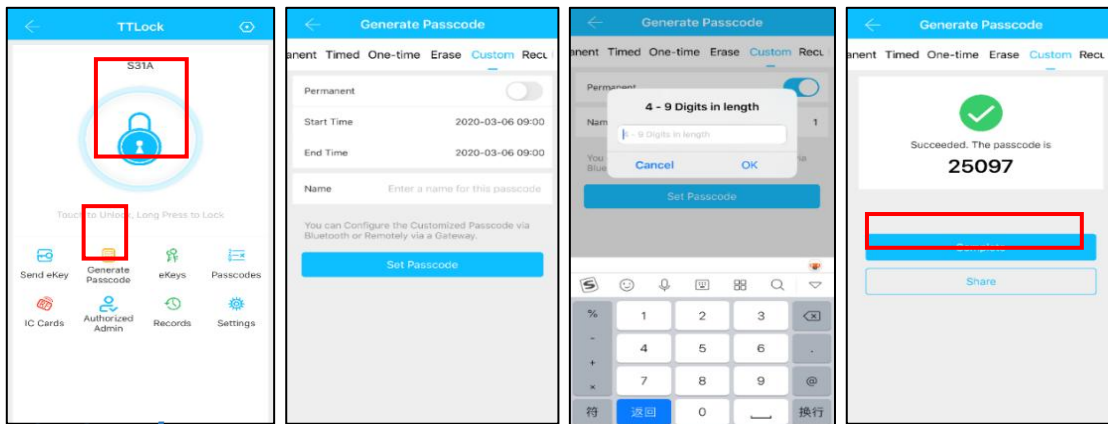 TTLock
S31A
Touch to Unlock, Long Press to Lock
Send eKey
Generate
Passcode
eKeys
Passcodes
IC Cards
Authorized
Admin
Records
Settings
Generate Passcode
anent Timed One-time Erase Custom Recu
Permanent
Start Time 2020-03-06 09:00
End Time 2020-03-06 09:00
Name Enter a name for this passcode
You can Configure the Customized Passcode via
Bluetooth or Remotely via a Gateway.
Set Passcode
Generate Passcode
anent Timed One-time Erase Custom Recu
Permanent
4 - 9 Digits in length
Nam 1
4 - 9 Digits in length
You via
Blue
Cancel OK
Set Passcode
% 1 2 3
- 4 5 6 .
+
× 7 8 9 @
符 返回 0 换行
Generate Passcode
anent Timed One-time Erase Custom Recu
Succeeded. The passcode is
25097
Complete
Share